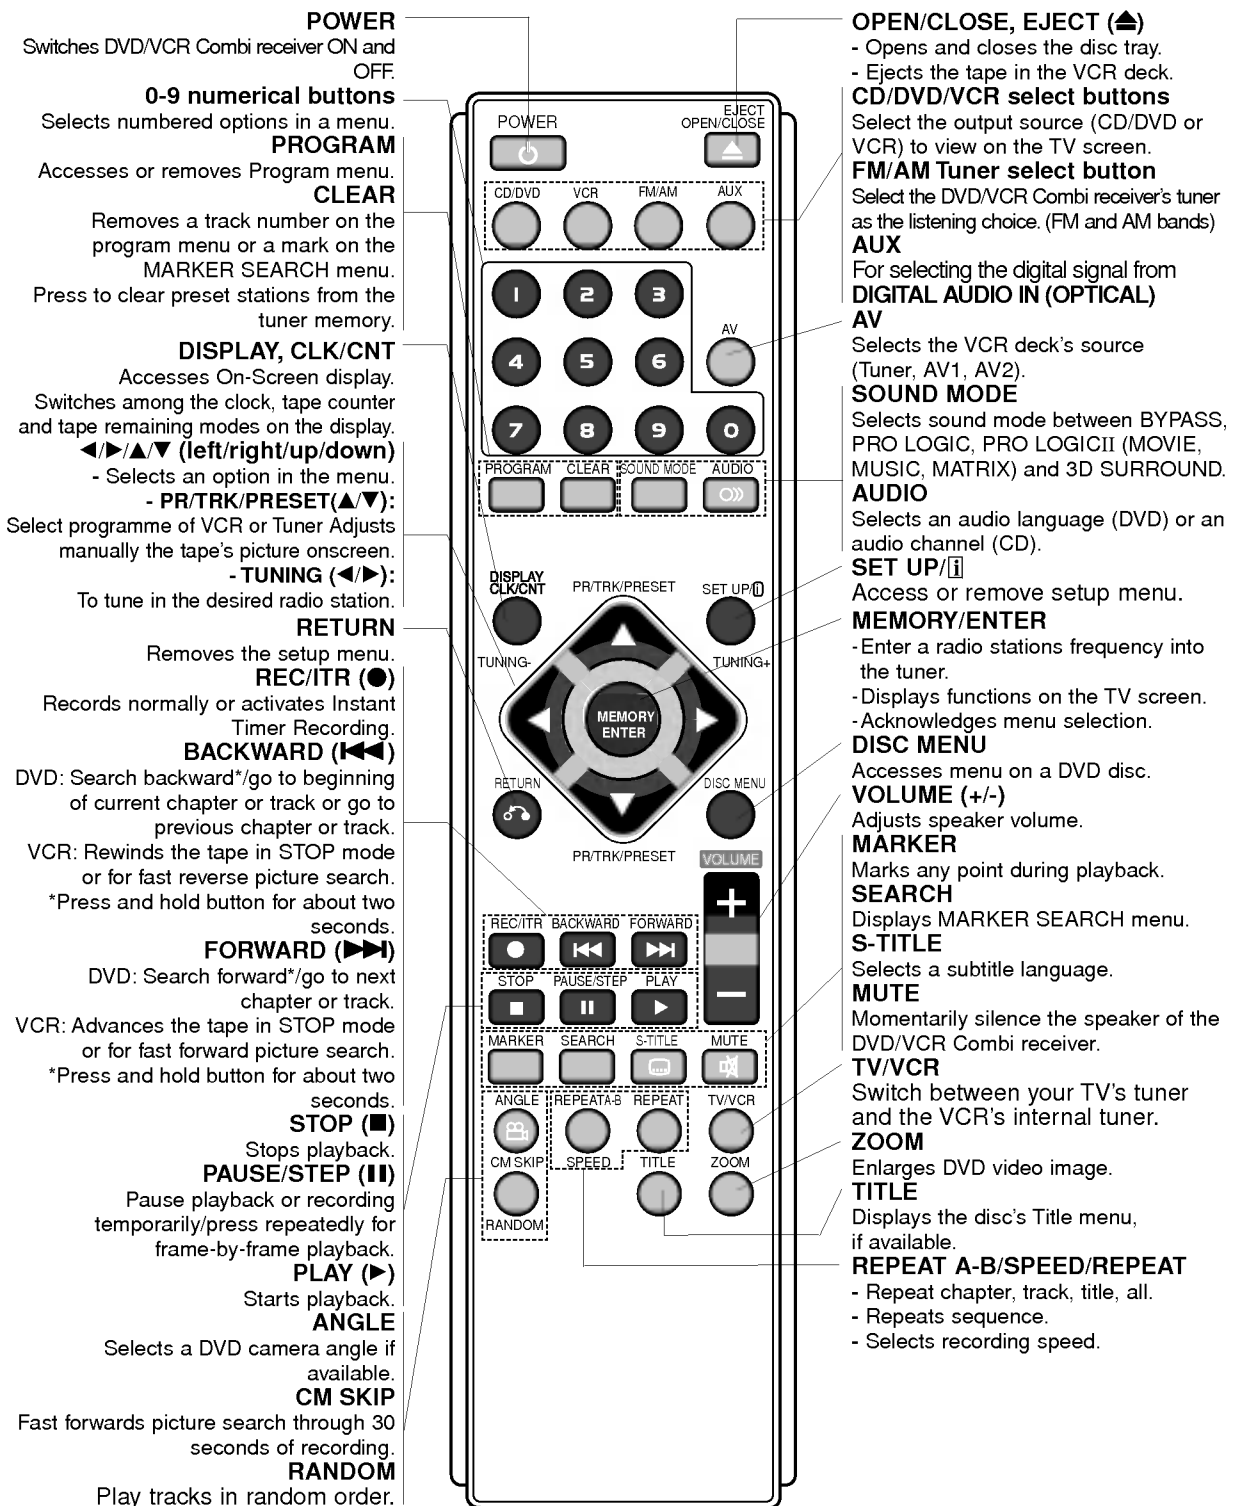 POWER
Switches DVD/VCR Combi receiver ON and
OFF.
0-9 numerical buttons
Selects numbered options in a menu.
PROGRAM
Accesses or removes Program menu.
CLEAR
Removes a track number on the
program menu or a mark on the
MARKER SEARCH menu.
Press to clear preset stations from the
tuner memory.
DISPLAY, CLK/CNT
Accesses On-Screen display.
Switches among the clock, tape counter
and tape remaining modes on the display.
◀/▶/▲/▼ (left/right/up/down)
- Selects an option in the menu.
- PR/TRK/PRESET(▲/▼):
Select programme of VCR or Tuner Adjusts
manually the tape's picture onscreen.
- TUNING (◀/▶):
To tune in the desired radio station.
RETURN
Removes the setup menu.
REC/ITR (●)
Records normally or activates Instant
Timer Recording.
BACKWARD (⏮)
DVD: Search backward*/go to beginning
of current chapter or track or go to
previous chapter or track.
VCR: Rewinds the tape in STOP mode
or for fast reverse picture search.
*Press and hold button for about two
seconds.
FORWARD (⏭)
DVD: Search forward*/go to next
chapter or track.
VCR: Advances the tape in STOP mode
or for fast forward picture search.
*Press and hold button for about two
seconds.
STOP (■)
Stops playback.
PAUSE/STEP (❚❚)
Pause playback or recording
temporarily/press repeatedly for
frame-by-frame playback.
PLAY (▶)
Starts playback.
ANGLE
Selects a DVD camera angle if
available.
CM SKIP
Fast forwards picture search through 30
seconds of recording.
RANDOM
Play tracks in random order.
POWER
EJECT
OPEN/CLOSE
CD/DVD VCR FM/AM AUX
1 2 3
AV
4 5 6
7 8 9 0
PROGRAM CLEAR SOUND MODE AUDIO
DISPLAY
CLK/CNT
PR/TRK/PRESET
SET UP/i
TUNING- TUNING+
MEMORY
ENTER
RETURN DISC MENU
PR/TRK/PRESET
VOLUME
+
REC/ITR BACKWARD FORWARD
STOP PAUSE/STEP PLAY
−
MARKER SEARCH S-TITLE MUTE
ANGLE REPEATA-B REPEAT TV/VCR
CM SKIP SPEED TITLE ZOOM
RANDOM
OPEN/CLOSE, EJECT (⏏)
- Opens and closes the disc tray.
- Ejects the tape in the VCR deck.
CD/DVD/VCR select buttons
Select the output source (CD/DVD or
VCR) to view on the TV screen.
FM/AM Tuner select button
Select the DVD/VCR Combi receiver's tuner
as the listening choice. (FM and AM bands)
AUX
For selecting the digital signal from
DIGITAL AUDIO IN (OPTICAL)
AV
Selects the VCR deck's source
(Tuner, AV1, AV2).
SOUND MODE
Selects sound mode between BYPASS,
PRO LOGIC, PRO LOGICII (MOVIE,
MUSIC, MATRIX) and 3D SURROUND.
AUDIO
Selects an audio language (DVD) or an
audio channel (CD).
SET UP/i
Access or remove setup menu.
MEMORY/ENTER
-Enter a radio stations frequency into
the tuner.
-Displays functions on the TV screen.
-Acknowledges menu selection.
DISC MENU
Accesses menu on a DVD disc.
VOLUME (+/-)
Adjusts speaker volume.
MARKER
Marks any point during playback.
SEARCH
Displays MARKER SEARCH menu.
S-TITLE
Selects a subtitle language.
MUTE
Momentarily silence the speaker of the
DVD/VCR Combi receiver.
TV/VCR
Switch between your TV's tuner
and the VCR's internal tuner.
ZOOM
Enlarges DVD video image.
TITLE
Displays the disc's Title menu,
if available.
REPEAT A-B/SPEED/REPEAT
- Repeat chapter, track, title, all.
- Repeats sequence.
- Selects recording speed.